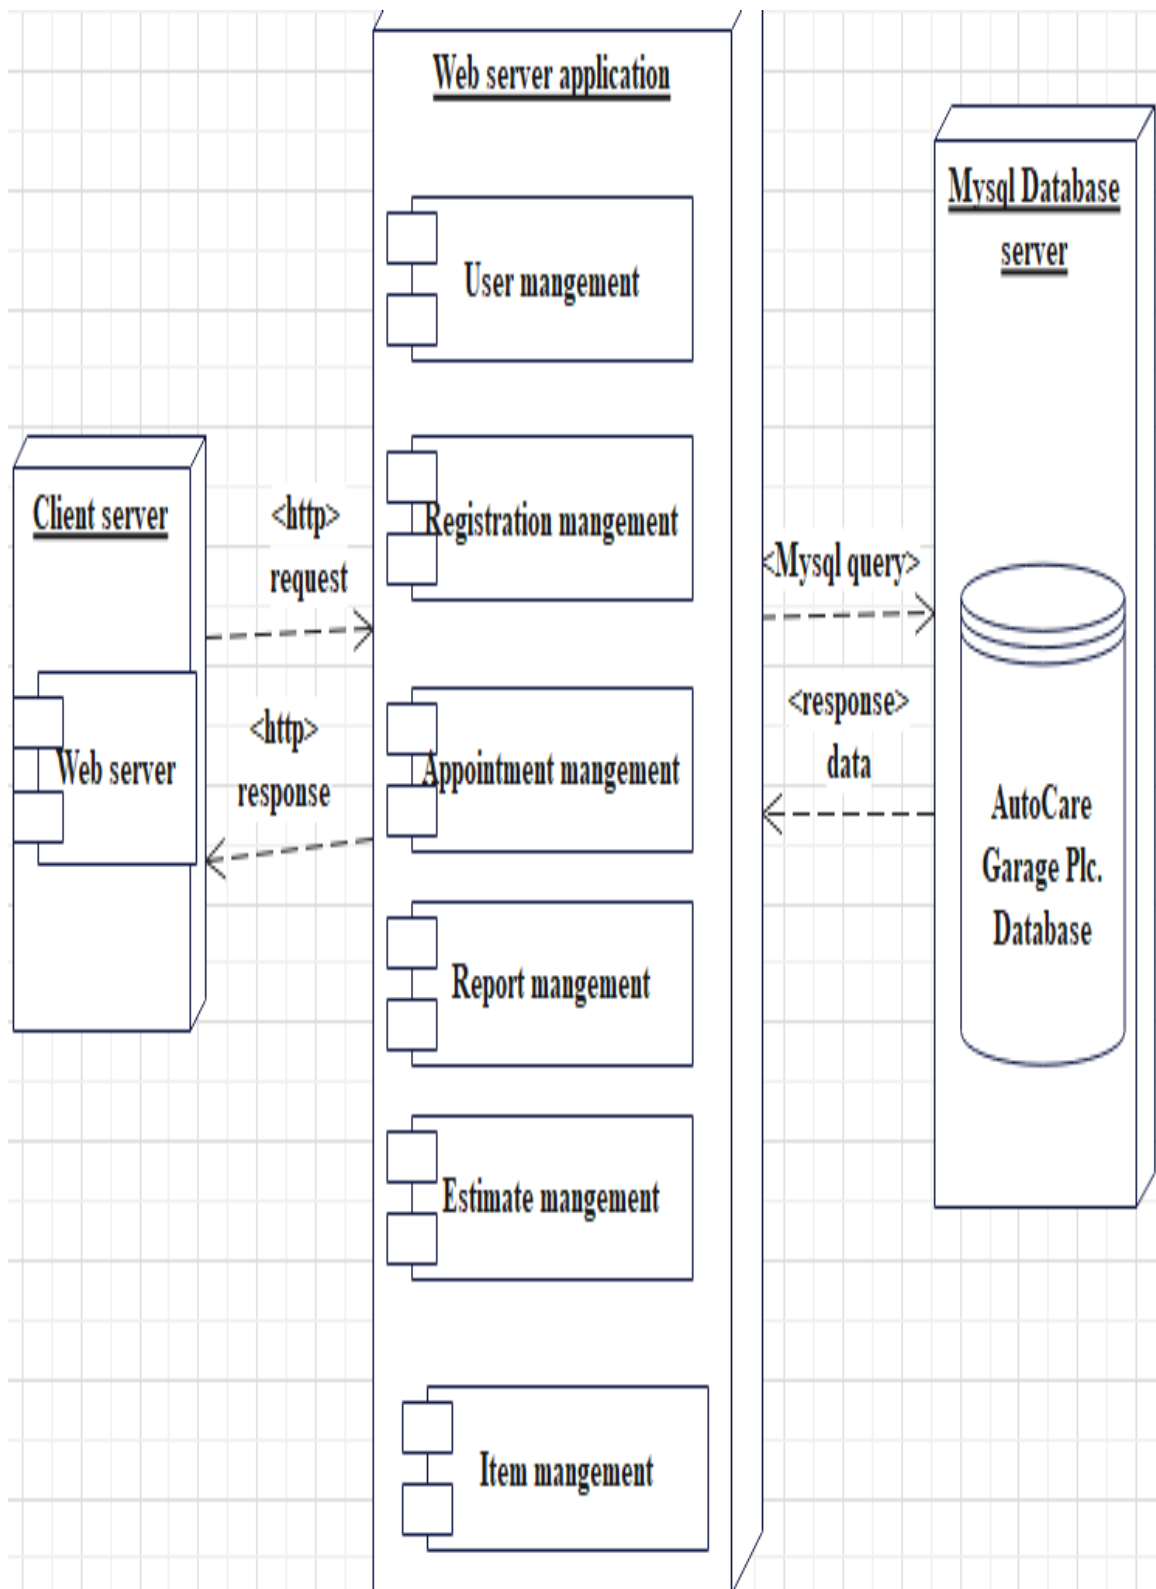 Web server application
User mangement
Registration mangement
Appointment mangement
Report mangement
Estimate mangement
Item mangement
Client server
Web server
<http>
request
<http>
response
<Mysql query>
<response>
data
Mysql Database
server
AutoCare
Garage Plc.
Database